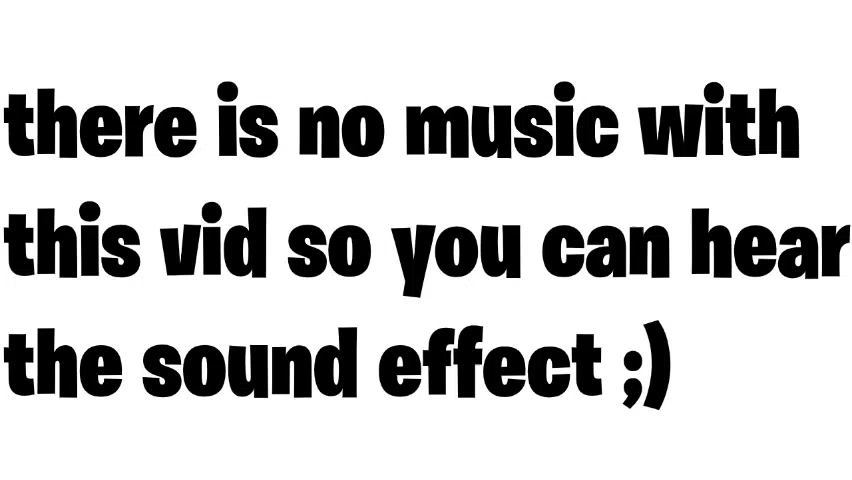 there is no music with
this vid so you can hear
the sound effect ;)